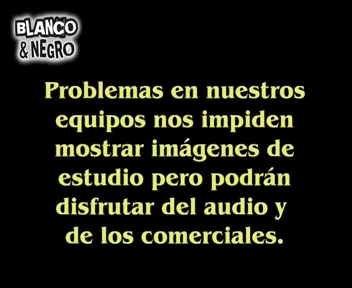 BLANCO
& NEGRO
Problemas en nuestros
equipos nos impiden
mostrar imágenes de
estudio pero podrán
disfrutar del audio y
de los comerciales.